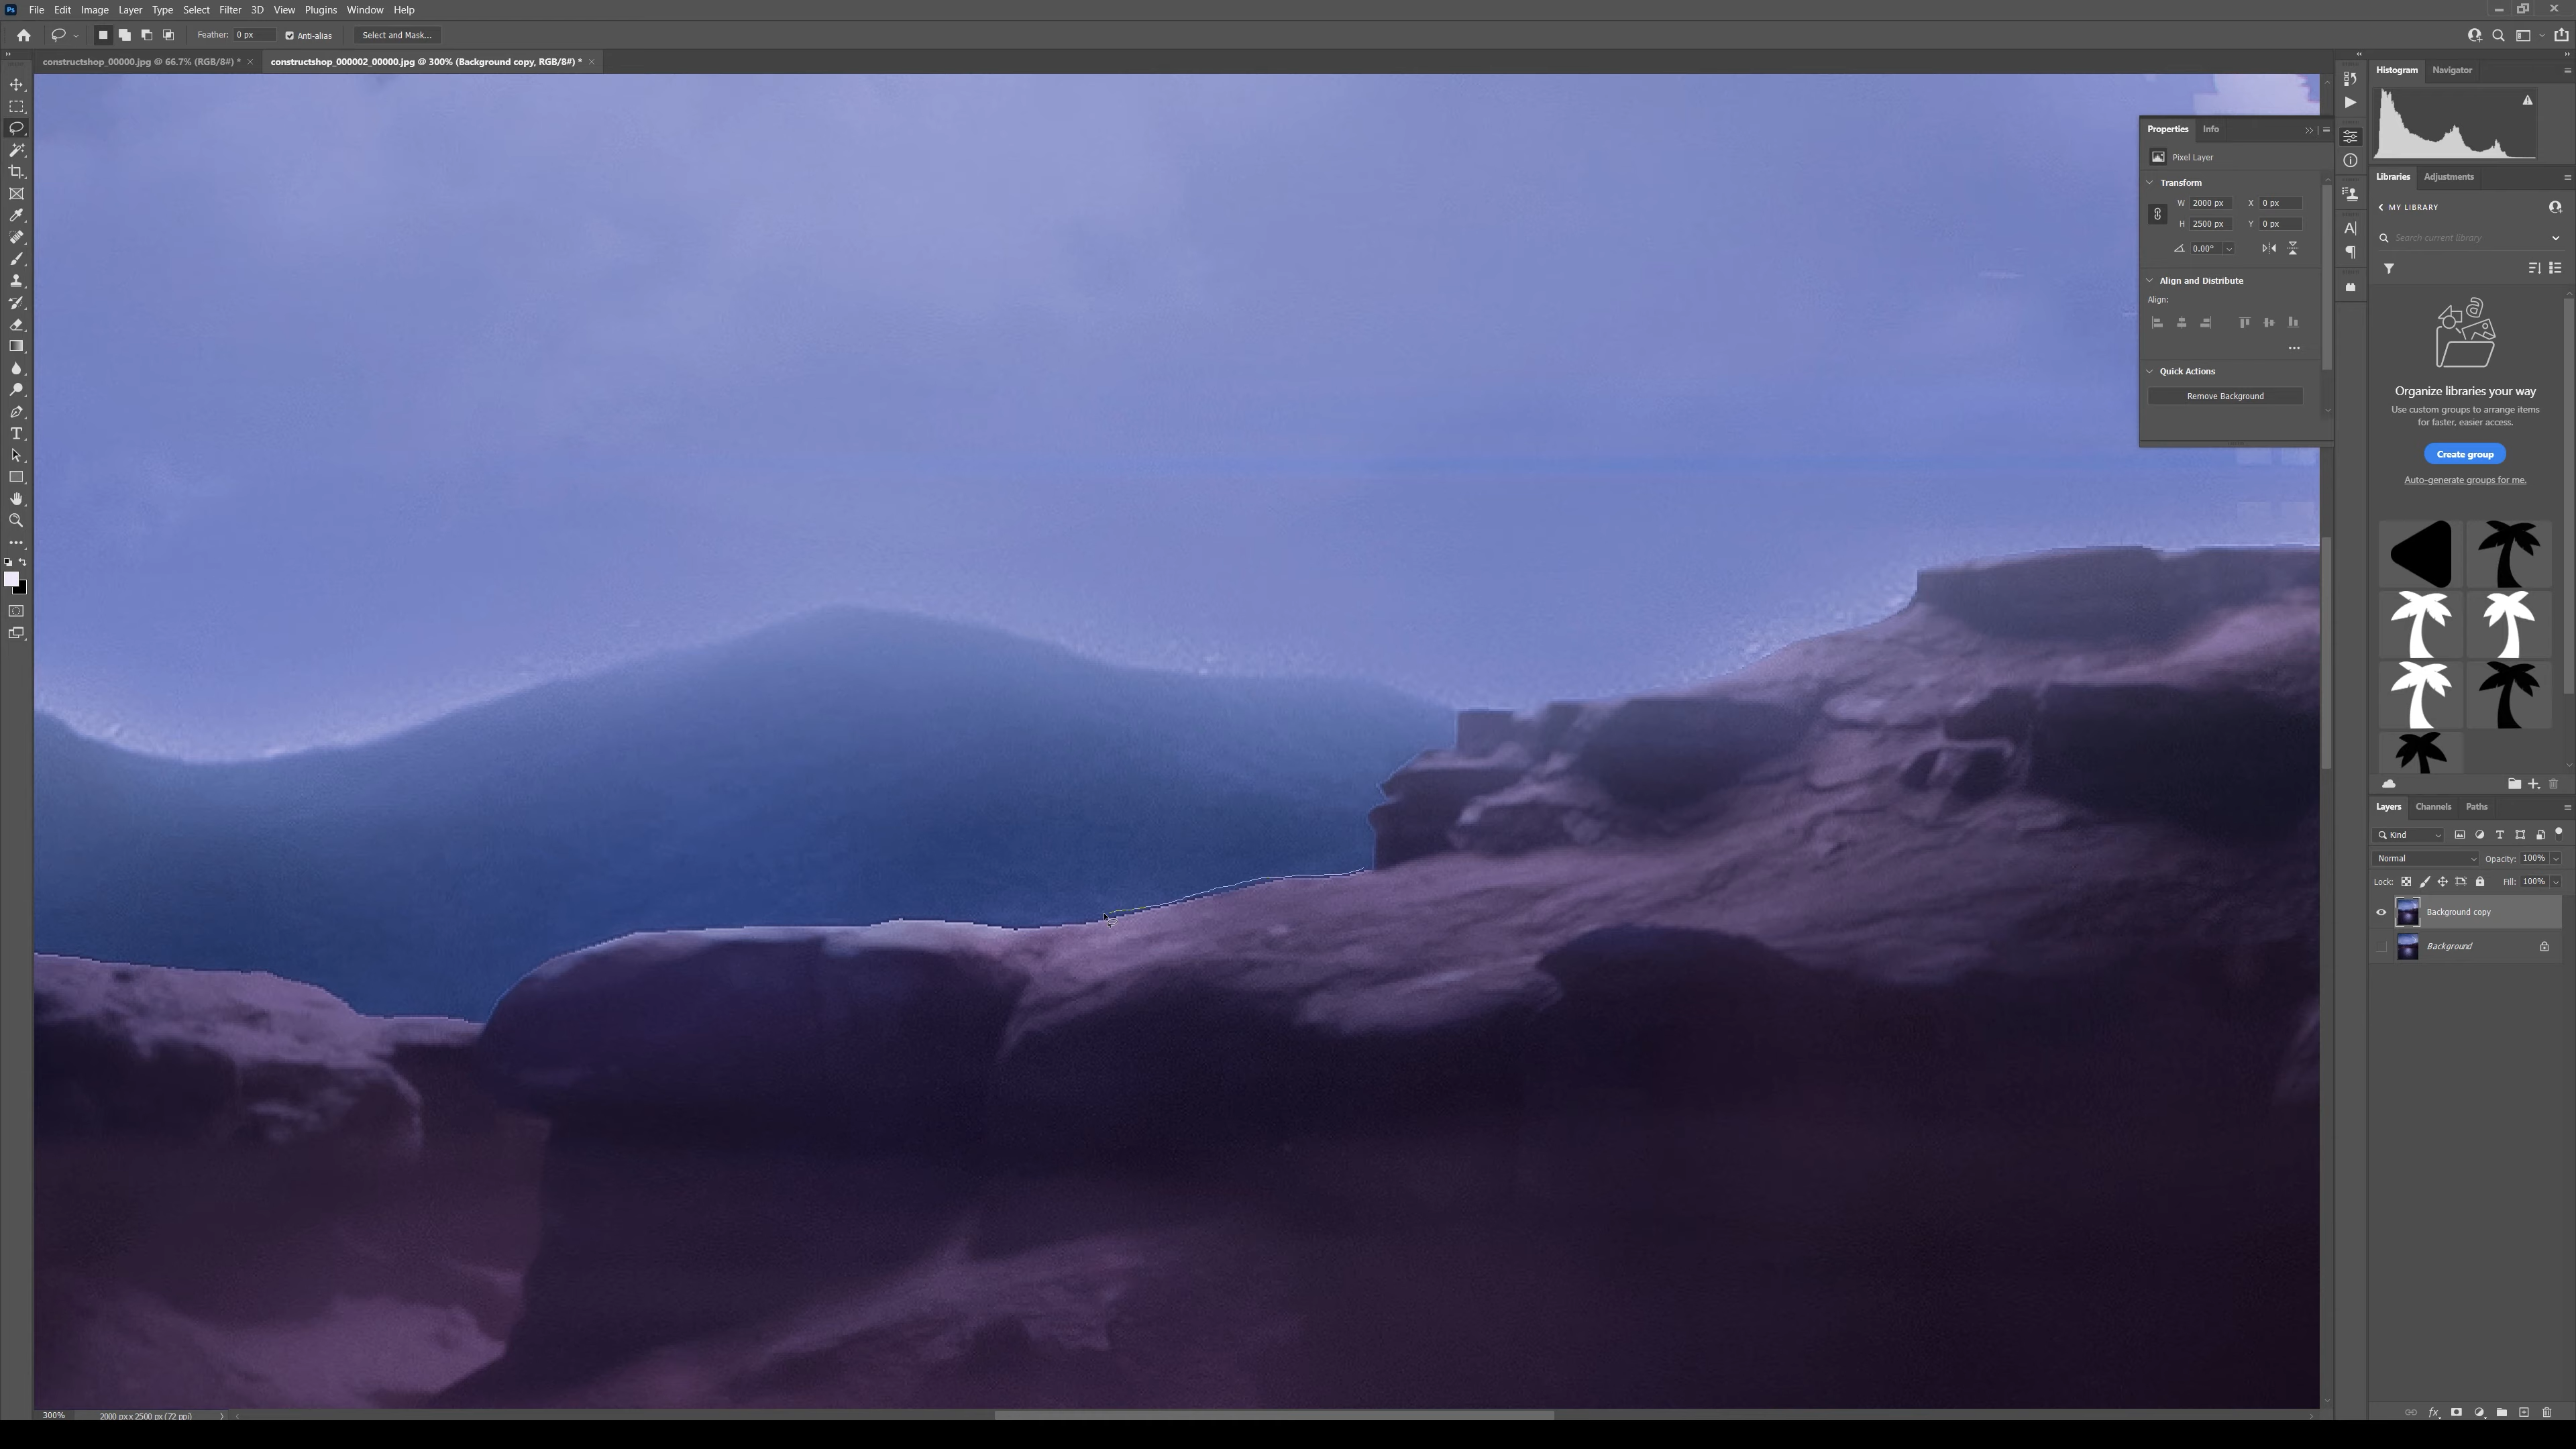 Ps File Edit Image Layer Type Select Filter 3D View Plugins Window Help
Feather: 0 px Anti-alias Select and Mask...
constructshop_00000.jpg @ 66.7% (RGB/8#) * × constructshop_000002_00000.jpg @ 300% (Background copy, RGB/8#) * ×
Histogram Navigator
Properties Info
Pixel Layer
Transform
W 2000 px X 0 px
H 2500 px Y 0 px
0.00°
Align and Distribute
Align:
Quick Actions
Remove Background
Libraries Adjustments
MY LIBRARY
Search current library
Organize libraries your way
Use custom groups to arrange items
for faster, easier access.
Create group
Auto-generate groups for me.
Layers Channels Paths
Kind
Normal Opacity: 100%
Lock: Fill: 100%
Background copy
Background
fx
300% 2000 px x 2500 px (72 ppi)